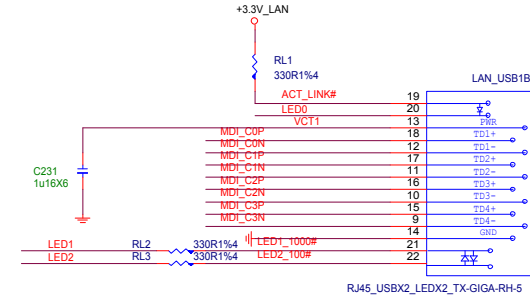 +3.3V_LAN
RL1
330R1%4
LAN_USB1B
ACT_LINK# 19
LED0 20
VCT1 13 PWR
MDI_C0P 18 TD1+
MDI_C0N 12 TD1-
MDI_C1P 17 TD2+
MDI_C1N 11 TD2-
MDI_C2P 16 TD3+
MDI_C2N 10 TD3-
MDI_C3P 15 TD4+
MDI_C3N 9 TD4-
14 GND
C231
1u16X6
LED1 RL2 330R1%4 LED1_1000# 21
LED2 RL3 330R1%4 LED2_100# 22
RJ45_USBX2_LEDX2_TX-GIGA-RH-5